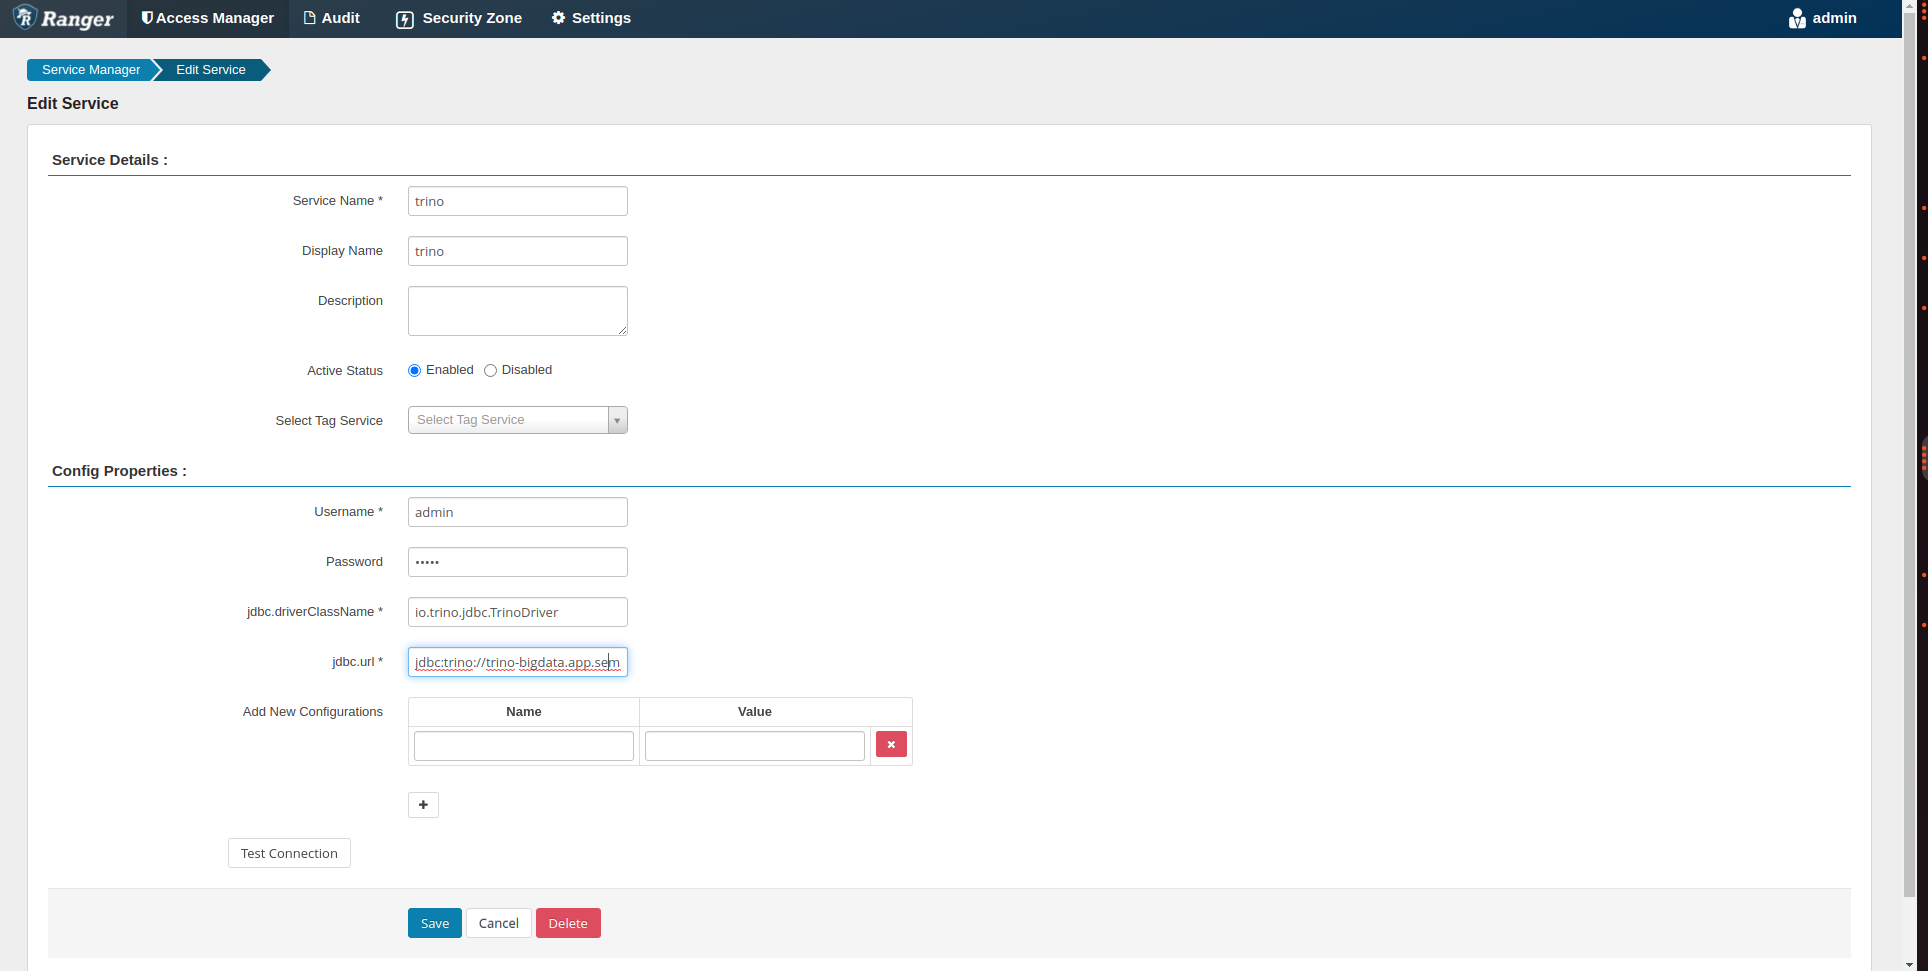 Ranger Access Manager Audit Security Zone Settings admin
Service Manager Edit Service
Edit Service
Service Details :
Service Name * trino
Display Name trino
Description
Active Status Enabled Disabled
Select Tag Service Select Tag Service
Config Properties :
Username * admin
Password •••••
jdbc.driverClassName * io.trino.jdbc.TrinoDriver
jdbc.url * jdbc:trino://trino-bigdata.app.sem
Add New Configurations Name Value
Test Connection
Save Cancel Delete